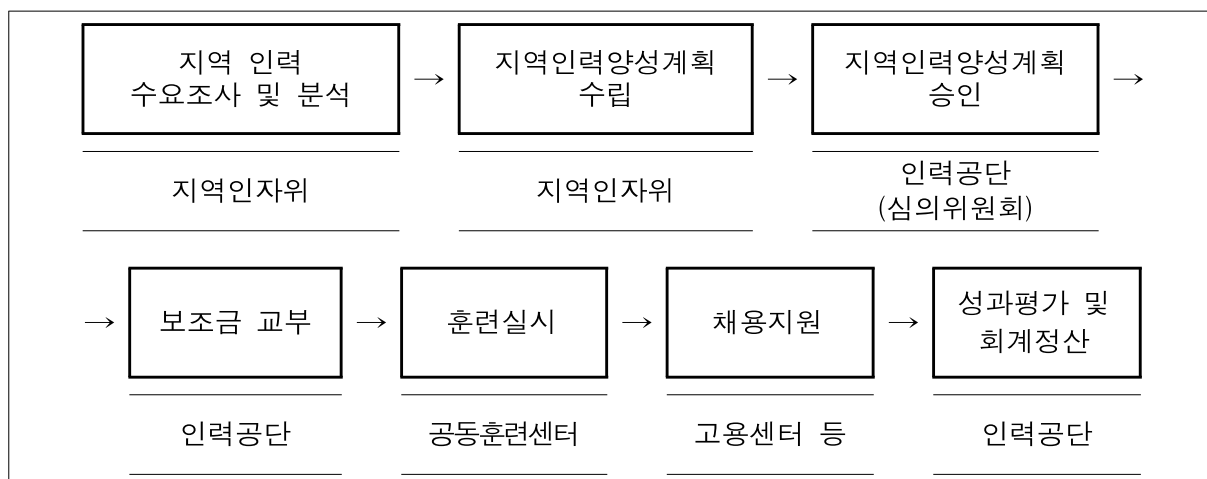 지역 인력
수요조사 및 분석
→
지역인력양성계획
수립
→
지역인력양성계획
승인
→
지역인자위
지역인자위
인력공단
(심의위원회)
→
보조금 교부
→
훈련실시
→
채용지원
→
성과평가 및
회계정산
인력공단
공동훈련센터
고용센터 등
인력공단